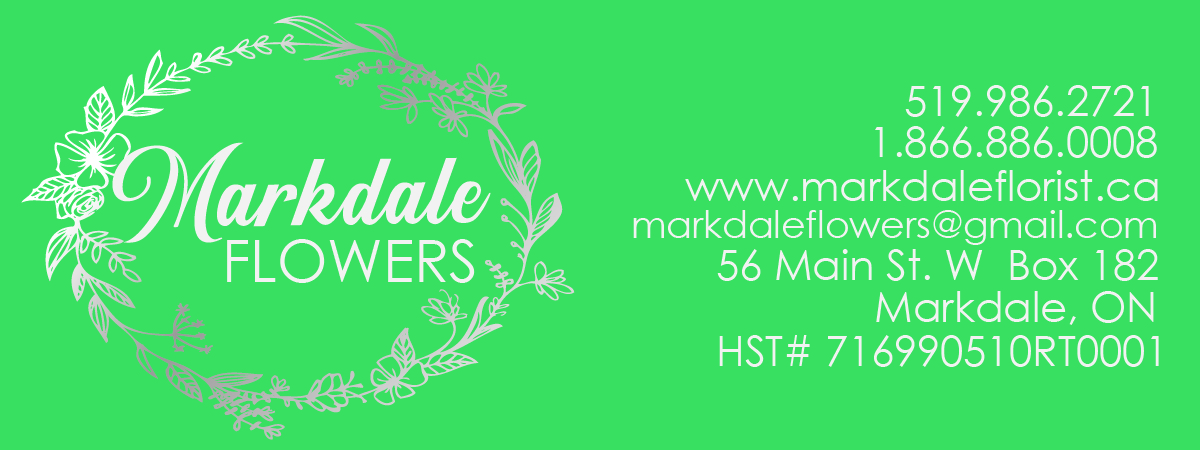 Markdale
FLOWERS
519.986.2721
1.866.886.0008
www.markdaleflorist.ca
markdaleflowers@gmail.com
56 Main St. W  Box 182
Markdale, ON
HST# 716990510RT0001